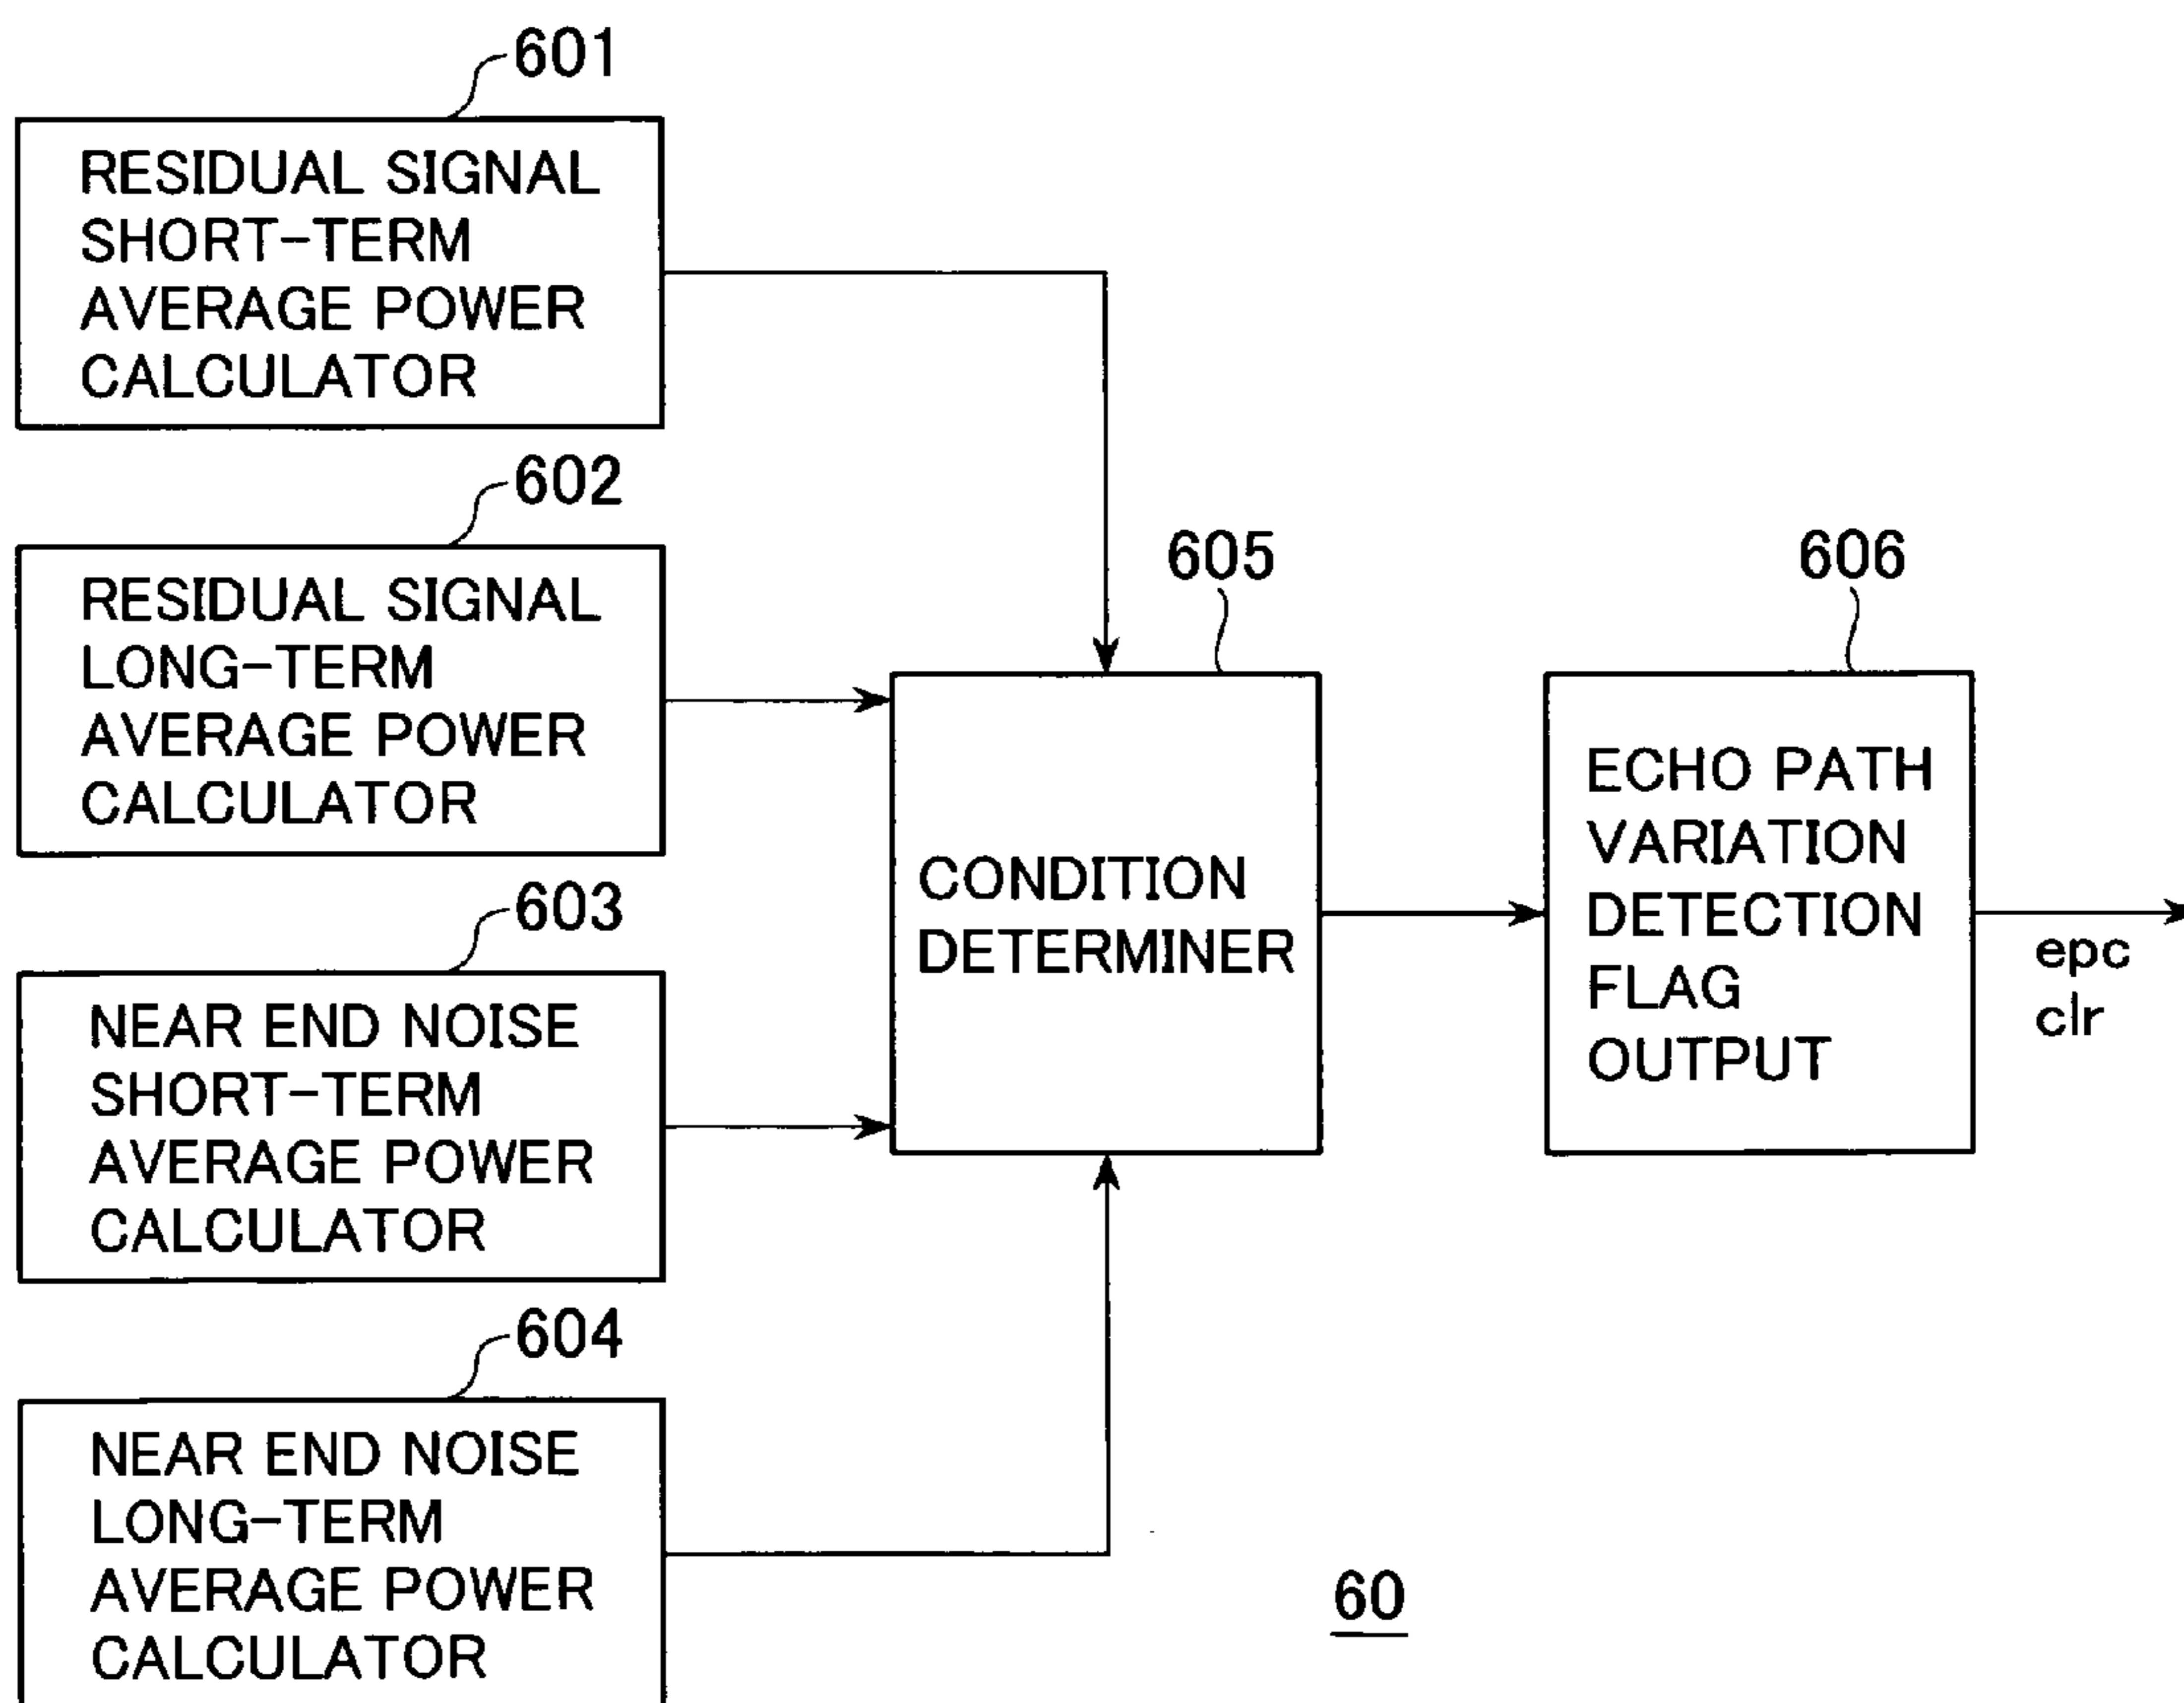 601
RESIDUAL SIGNAL
SHORT-TERM
AVERAGE POWER
CALCULATOR
602
RESIDUAL SIGNAL
LONG-TERM
AVERAGE POWER
CALCULATOR
603
NEAR END NOISE
SHORT-TERM
AVERAGE POWER
CALCULATOR
604
NEAR END NOISE
LONG-TERM
AVERAGE POWER
CALCULATOR
605
CONDITION
DETERMINER
606
ECHO PATH
VARIATION
DETECTION
FLAG
OUTPUT
epc
clr
60